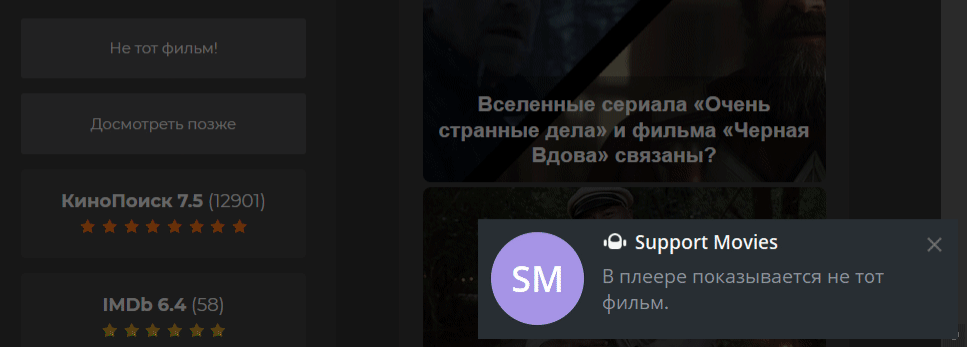 Не тот фильм!
Досмотреть позже
КиноПоиск 7.5 (12901)
IMDb 6.4 (58)
Вселенные сериала «Очень
странные дела» и фильма «Черная
Вдова» связаны?
SM
Support Movies
В плеере показывается не тот
фильм.